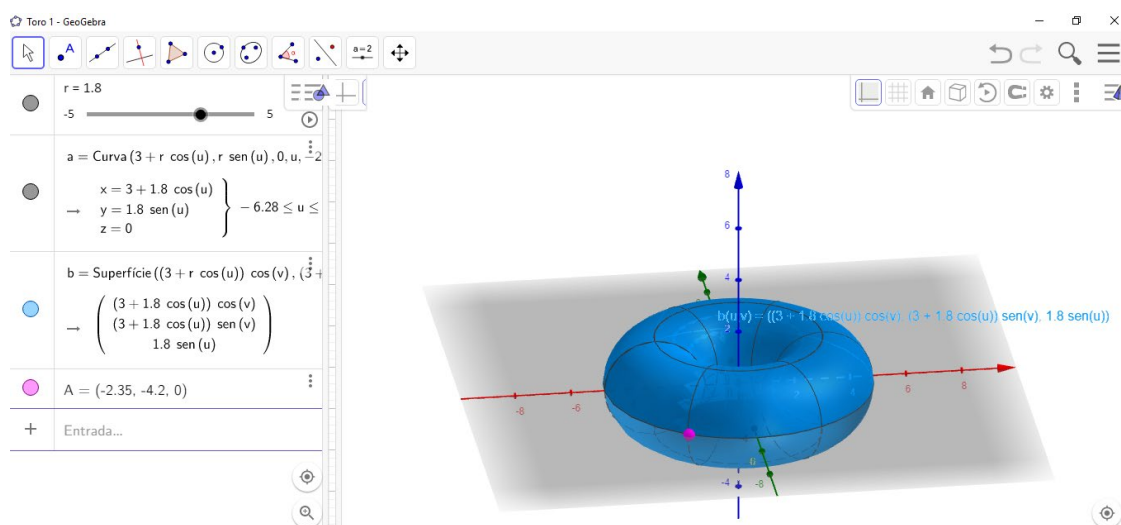 Toro 1 - GeoGebra
A
a=2
r = 1.8
-5
5
a = Curva (3 + r cos (u) , r sen (u) , 0, u, −2
x = 3 + 1.8 cos (u)
y = 1.8 sen (u)
z = 0
→
− 6.28 ≤ u ≤
b = Superfície ((3 + r cos (u)) cos (v) , (3 +
(3 + 1.8 cos (u)) cos (v)
(3 + 1.8 cos (u)) sen (v)
1.8 sen (u)
→
A = (-2.35, -4.2, 0)
+ Entrada...
8
6
4
2
b(u,v) = ((3 + 1.8 cos(u)) cos(v), (3 + 1.8 cos(u)) sen(v), 1.8 sen(u))
-8
-6
6
8
-4
-8